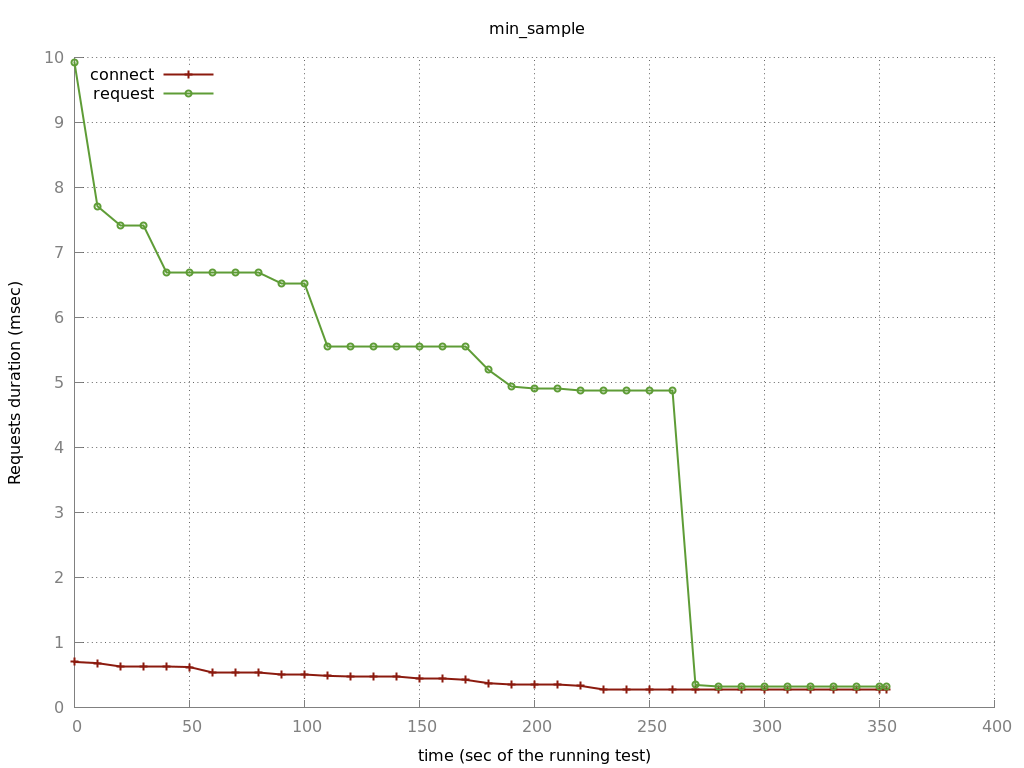 min_sample
connect
request
10
9
8
7
6
5
4
3
2
1
0
Requests duration (msec)
0 50 100 150 200 250 300 350 400
time (sec of the running test)